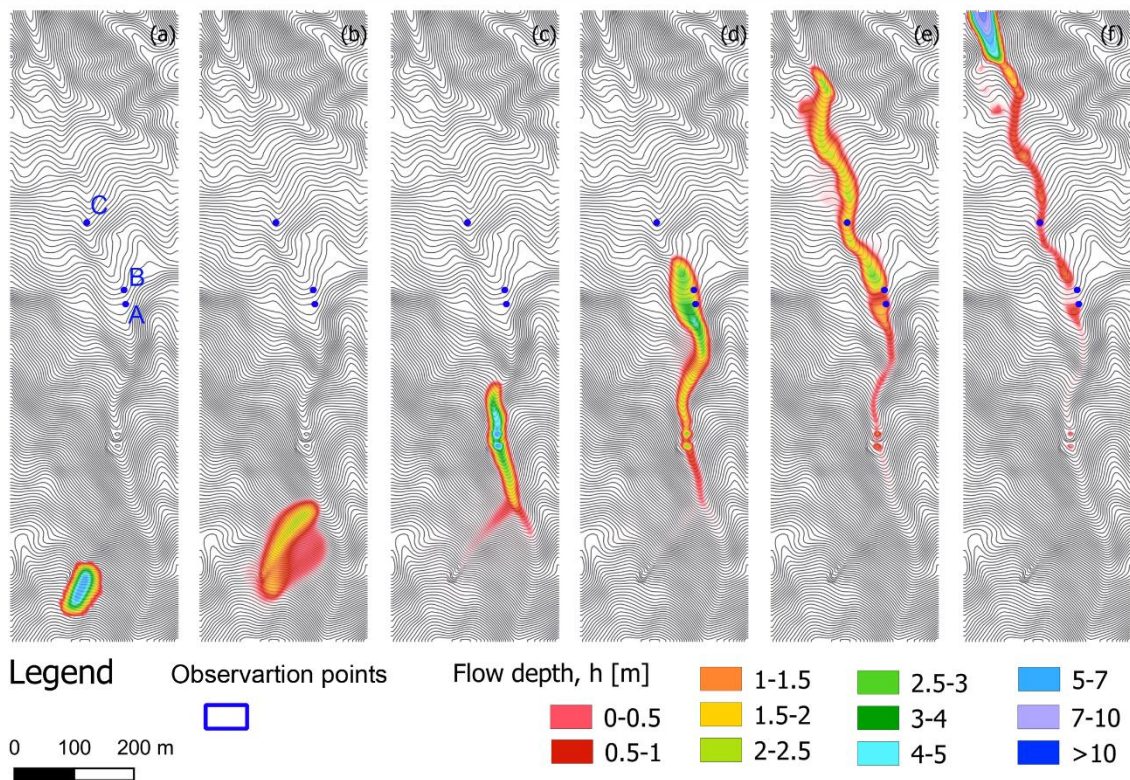 (a) (b) (c) (d) (e) (f)
C
B
A
Legend
Observartion points
Flow depth, h [m]
0-0.5
0.5-1
1-1.5
1.5-2
2-2.5
2.5-3
3-4
4-5
5-7
7-10
>10
0 100 200 m